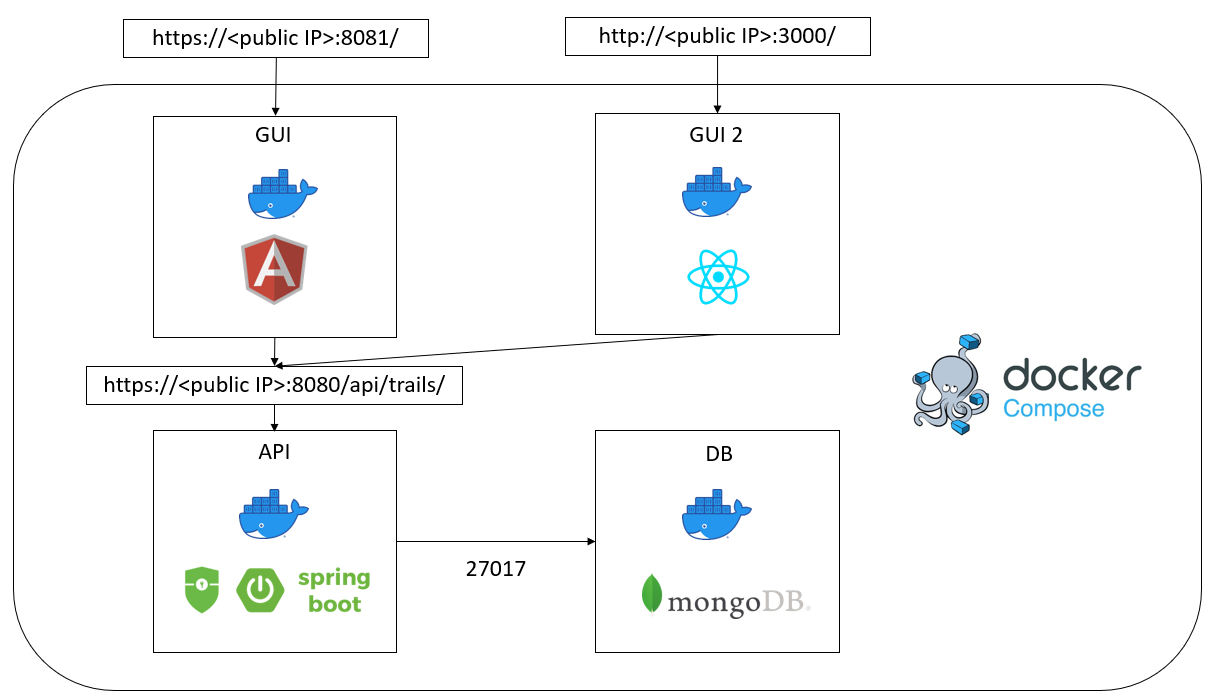 https://<public IP>:8081/
http://<public IP>:3000/
GUI
GUI 2
A
https://<public IP>:8080/api/trails/
docker
Compose
API
DB
spring
boot
27017
mongoDB.